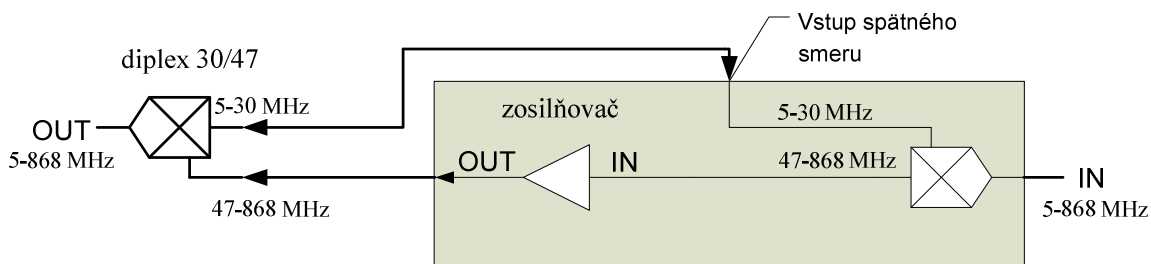 Vstup spätného
smeru
diplex 30/47
5-30 MHz
zosilňovač
5-30 MHz
OUT
5-868 MHz
OUT
IN
47-868 MHz
IN
47-868 MHz
5-868 MHz